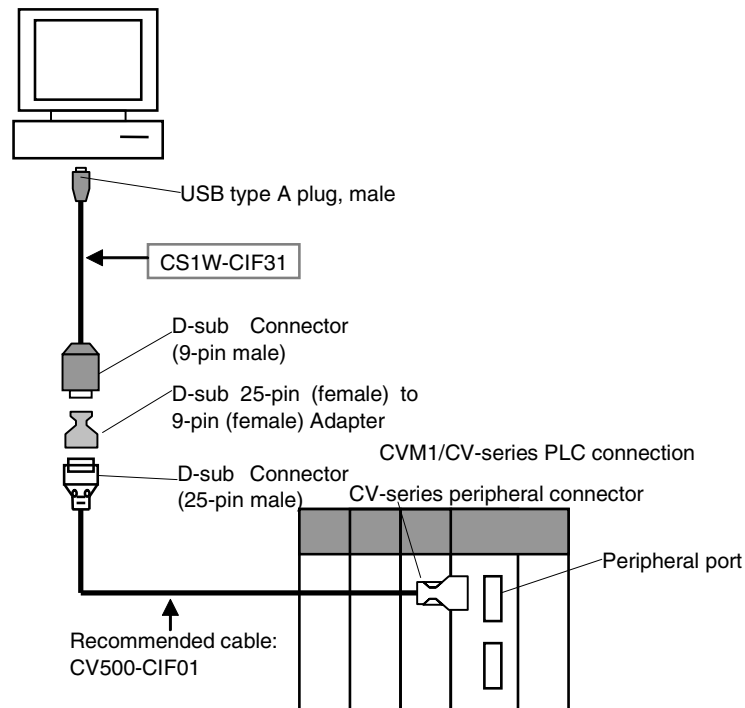 USB type A plug, male
CS1W-CIF31
D-sub Connector
(9-pin male)
D-sub 25-pin (female) to
9-pin (female) Adapter
CVM1/CV-series PLC connection
D-sub Connector
(25-pin male)
CV-series peripheral connector
Peripheral port
Recommended cable:
CV500-CIF01